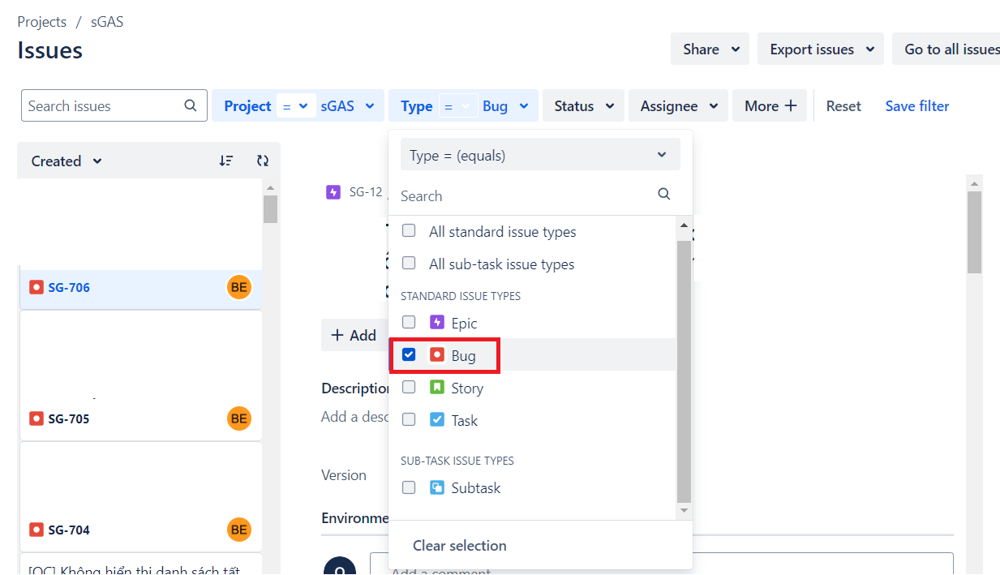 Projects / sGAS
Issues
Share
Export issues
Go to all issues
Search issues
Project = sGAS
Type = Bug
Status
Assignee
More +
Reset
Save filter
Created
SG-706
BE
SG-705
BE
SG-704
BE
[QC] Không hiển thị danh sách tất
SG-12
+ Add
Description
Add a desc
Version
Environme
Add a comment
Type = (equals)
Search
All standard issue types
All sub-task issue types
STANDARD ISSUE TYPES
Epic
Bug
Story
Task
SUB-TASK ISSUE TYPES
Subtask
Clear selection